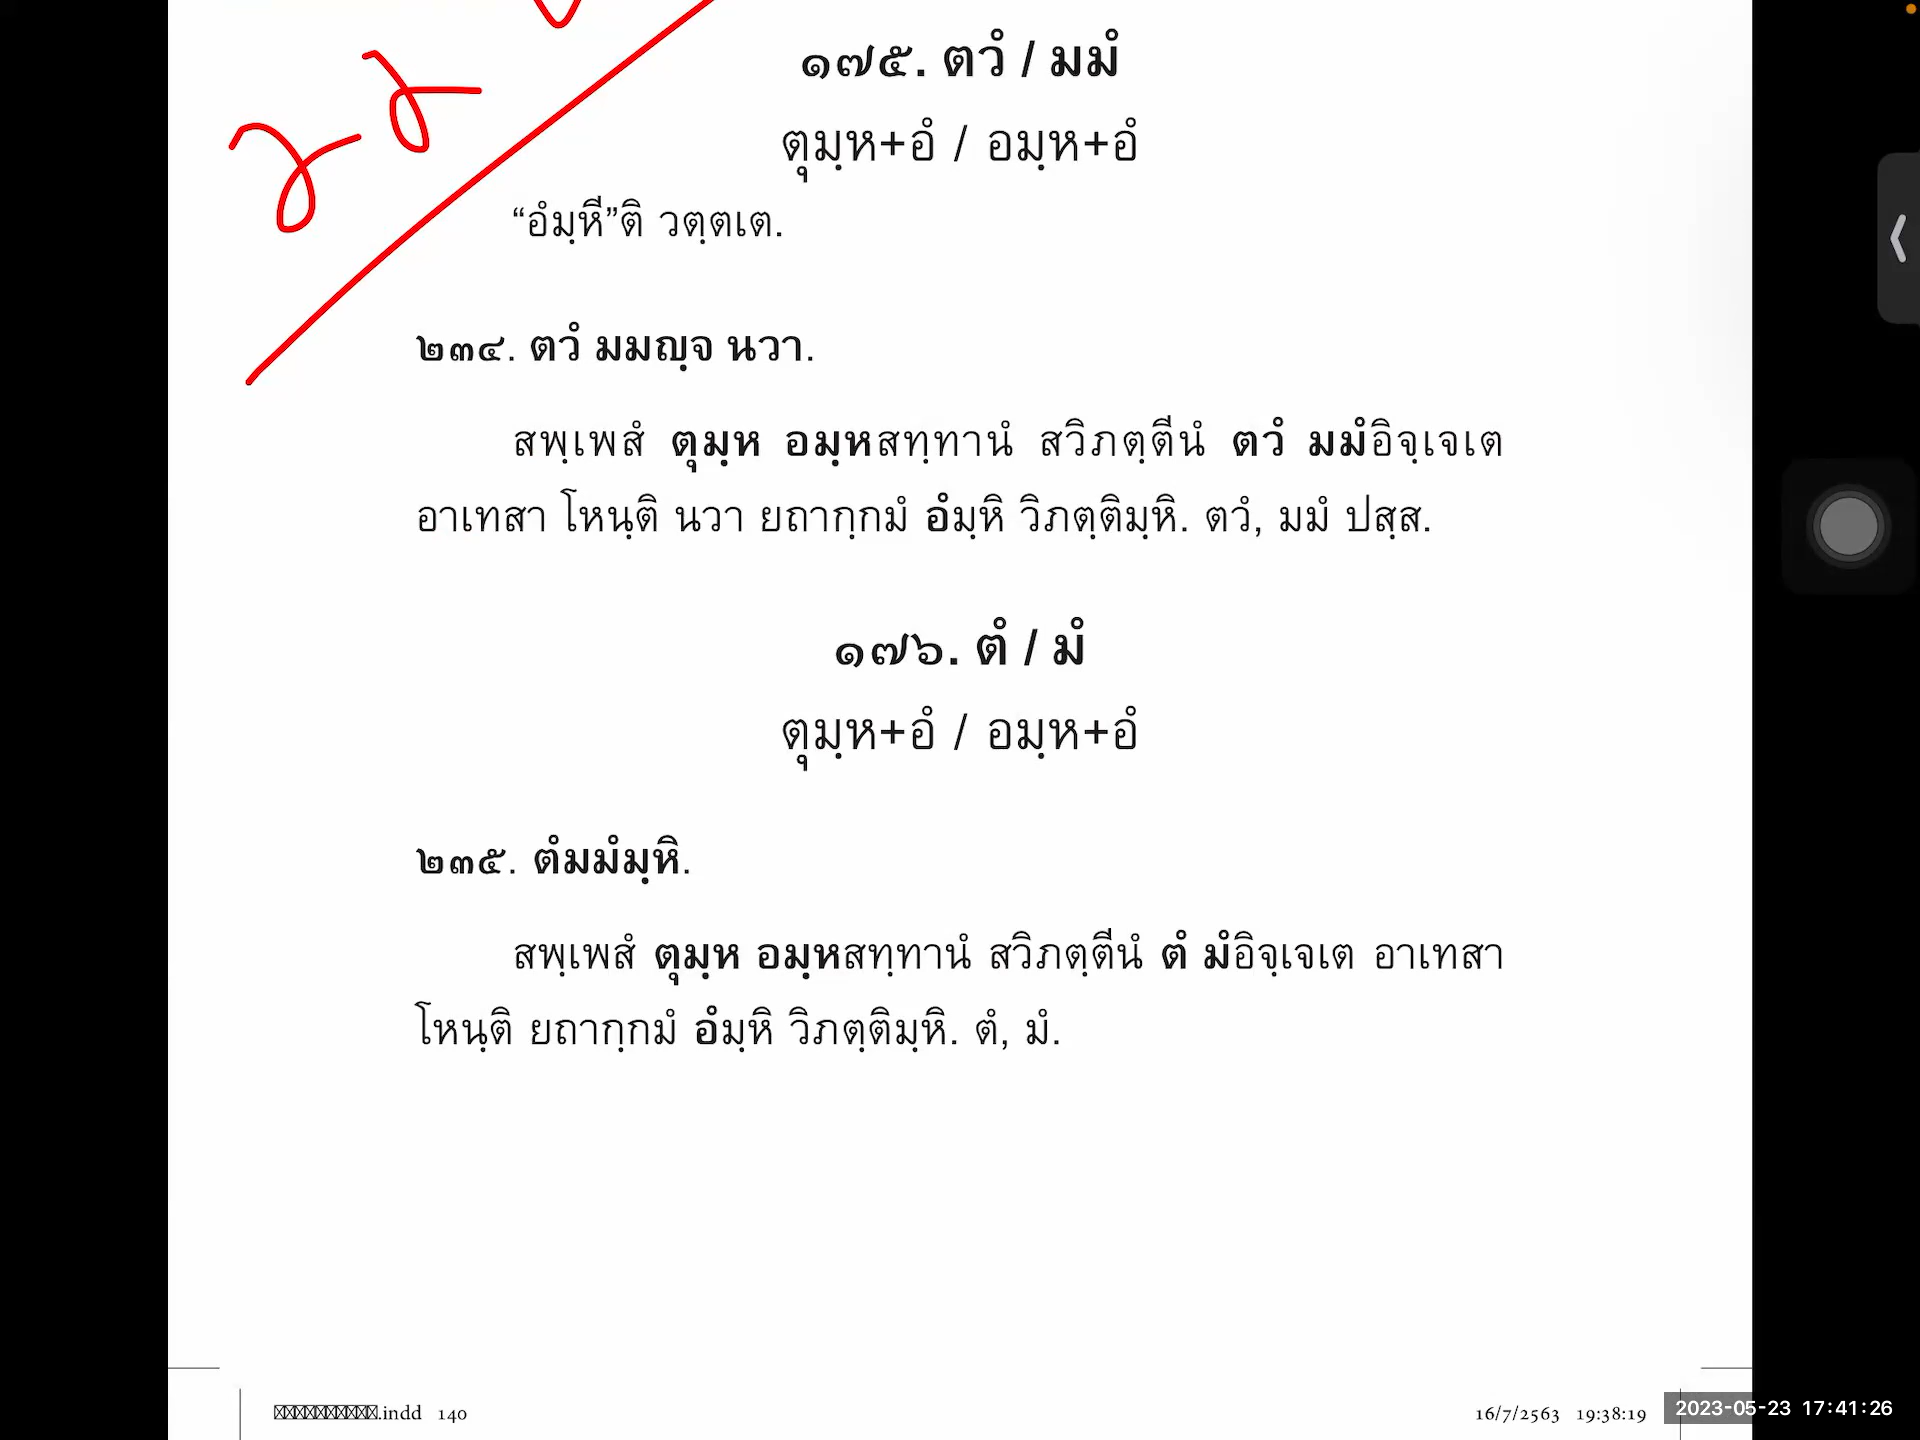 ๑๗๕. ตวํ / มมํ
ตุมฺห+อํ / อมฺห+อํ
“อํมฺหี”ติ วตฺตเต.
๒๓๔. ตวํ มมญฺจ นวา.
สพฺเพสํ ตุมฺห อมฺหสทฺทานํ สวิภตฺตีนํ ตวํ มมํอิจฺเจเต
อาเทสา โหนฺติ นวา ยถากฺกมํ อํมฺหิ วิภตฺติมฺหิ. ตวํ, มมํ ปสฺส.
๑๗๖. ตํ / มํ
ตุมฺห+อํ / อมฺห+อํ
๒๓๕. ตํมมํมฺหิ.
สพฺเพสํ ตุมฺห อมฺหสทฺทานํ สวิภตฺตีนํ ตํ มํอิจฺเจเต อาเทสา
โหนฺติ ยถากฺกมํ อํมฺหิ วิภตฺติมฺหิ. ตํ, มํ.
.indd 140
16/7/2563 19:38:19
2023-05-23 17:41:26